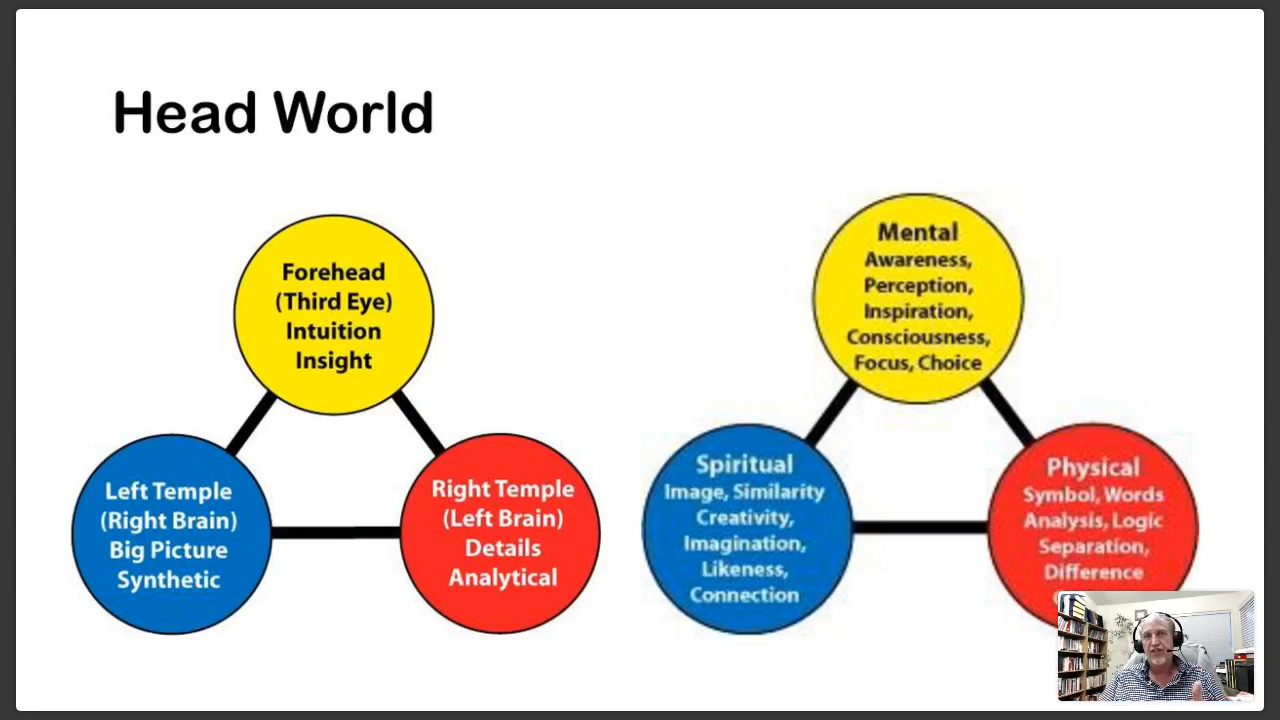 Head World
Forehead
(Third Eye)
Intuition
Insight
Left Temple
(Right Brain)
Big Picture
Synthetic
Right Temple
(Left Brain)
Details
Analytical
Mental
Awareness,
Perception,
Inspiration,
Consciousness,
Focus, Choice
Spiritual
Image, Similarity
Creativity,
Imagination,
Likeness,
Connection
Physical
Symbol, Words
Analysis, Logic
Separation,
Difference